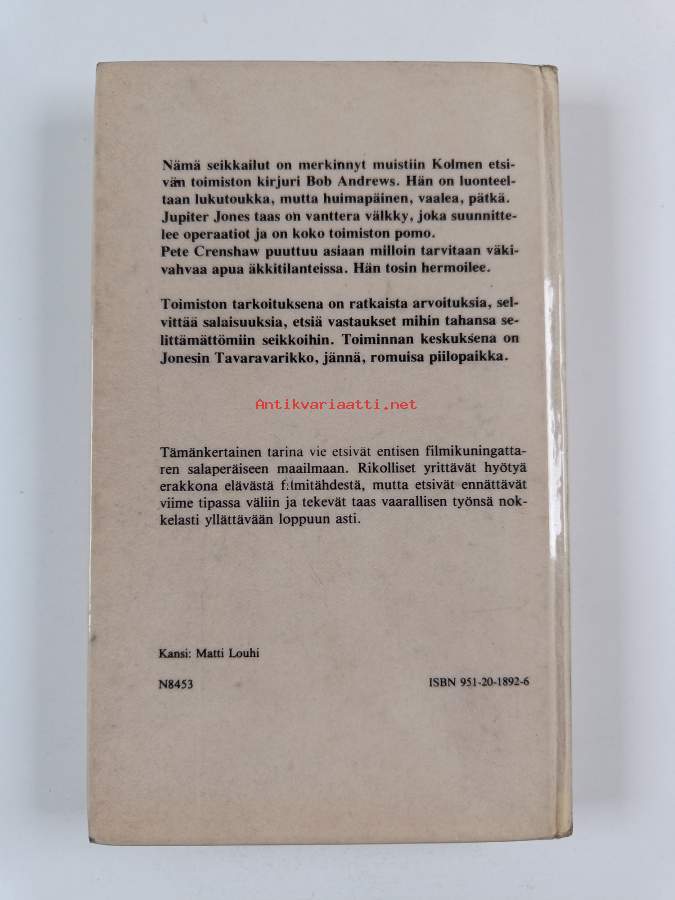 Nämä seikkailut on merkinnyt muistiin Kolmen etsi-
vän toimiston kirjuri Bob Andrews. Hän on luonteel-
taan lukutoukka, mutta huimapäinen, vaalea, pätkä.
Jupiter Jones taas on vanttera välkky, joka suunnitte-
lee operaatiot ja on koko toimiston pomo.
Pete Crenshaw puuttuu asiaan milloin tarvitaan väki-
vahvaa apua äkkitilanteissa. Hän tosin hermoilee.
Toimiston tarkoituksena on ratkaista arvoituksia, sel-
vittää salaisuuksia, etsiä vastaukset mihin tahansa se-
littämättömiin seikkoihin. Toiminnan keskuksena on
Jonesin Tavaravarikko, jännä, romuisa piilopaikka.
Antikvariaatti.net
Tämänkertainen tarina vie etsivät entisen filmikuningatta-
ren salaperäiseen maailmaan. Rikolliset yrittävät hyötyä
erakkona elävästä f:lmitähdestä, mutta etsivät ennättävät
viime tipassa väliin ja tekevät taas vaarallisen työnsä nok-
kelasti yllättävään loppuun asti.
Kansi: Matti Louhi
N8453
ISBN 951-20-1892-6